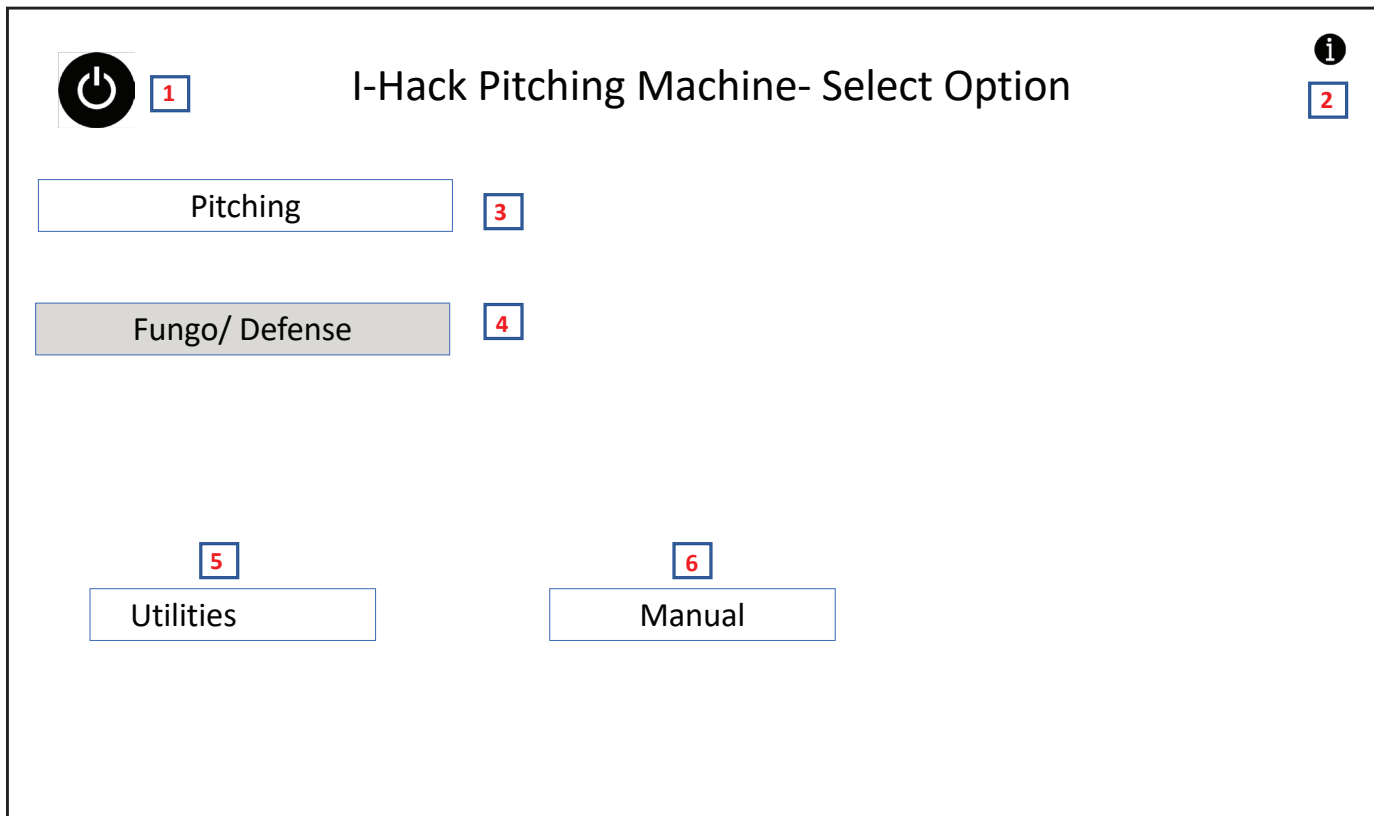 1
I-Hack Pitching Machine- Select Option
i
2
Pitching
3
Fungo/ Defense
4
5
6
Utilities
Manual